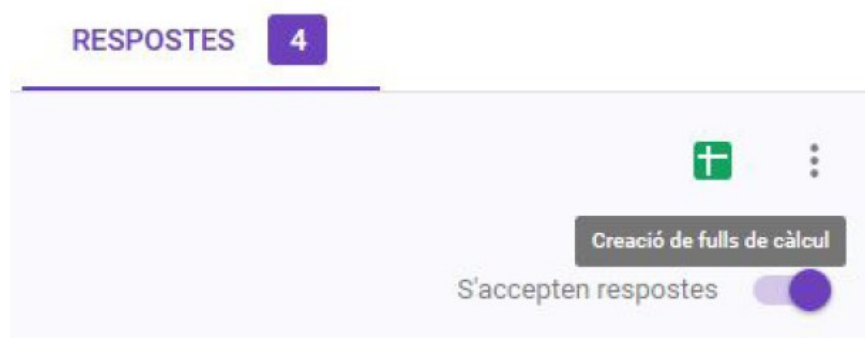 RESPOSTES 4
Creació de fulls de càlcul
S'accepten respostes